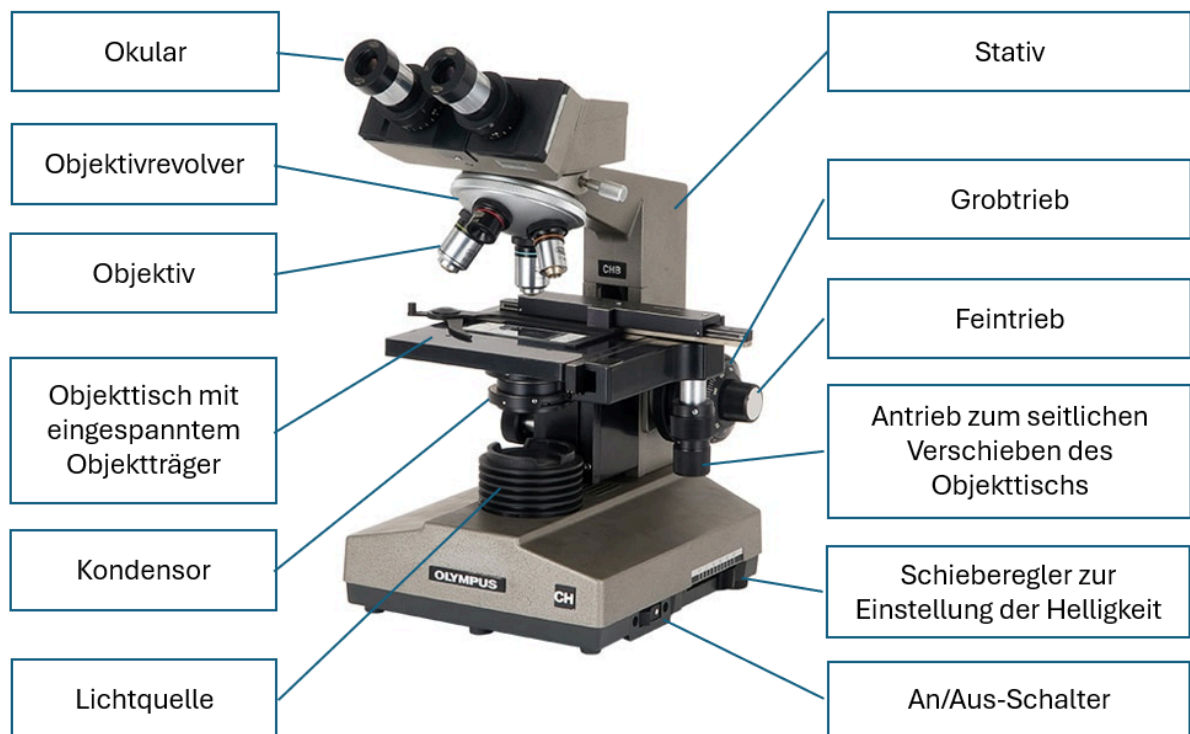 Okular
Objektivrevolver
Objektiv
Objekttisch mit
eingespanntem
Objektträger
Kondensor
Lichtquelle
Stativ
Grobtrieb
Feintrieb
Antrieb zum seitlichen
Verschieben des
Objekttischs
Schieberegler zur
Einstellung der Helligkeit
An/Aus-Schalter
CHB
OLYMPUS
CH